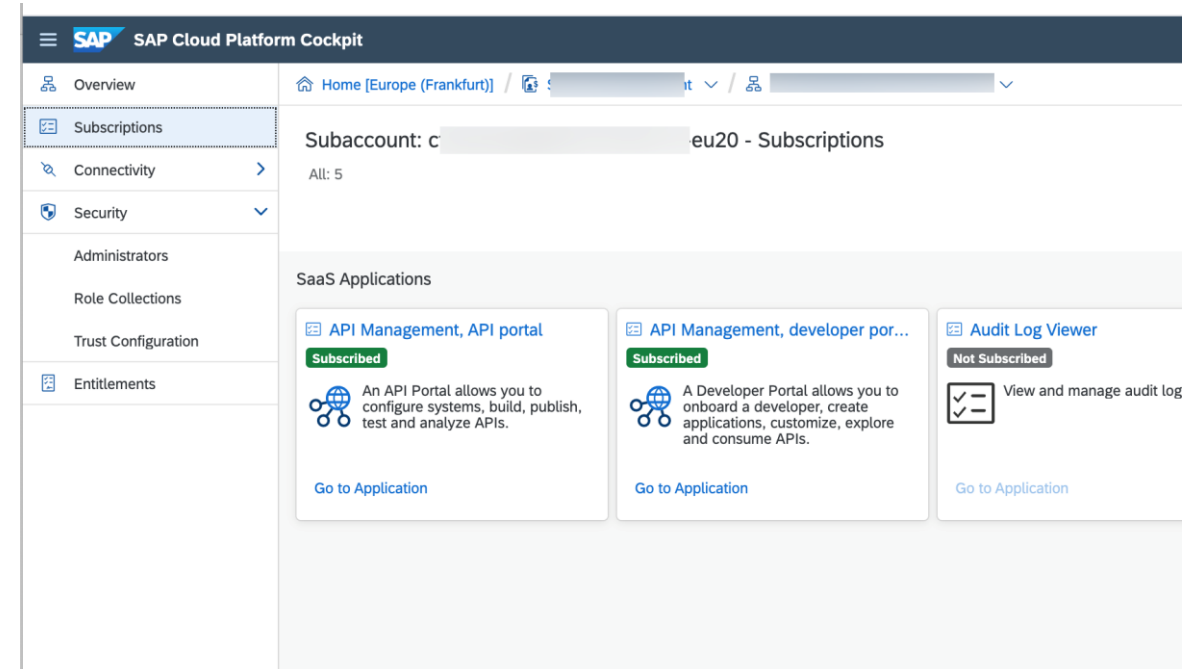 SAP SAP Cloud Platform Cockpit
Overview
Subscriptions
Connectivity
Security
Administrators
Role Collections
Trust Configuration
Entitlements
Home [Europe (Frankfurt)] /
/
Subaccount: c
eu20 - Subscriptions
All: 5
SaaS Applications
API Management, API portal
Subscribed
An API Portal allows you to
configure systems, build, publish,
test and analyze APIs.
Go to Application
API Management, developer por...
Subscribed
A Developer Portal allows you to
onboard a developer, create
applications, customize, explore
and consume APIs.
Go to Application
Audit Log Viewer
Not Subscribed
View and manage audit log
Go to Application